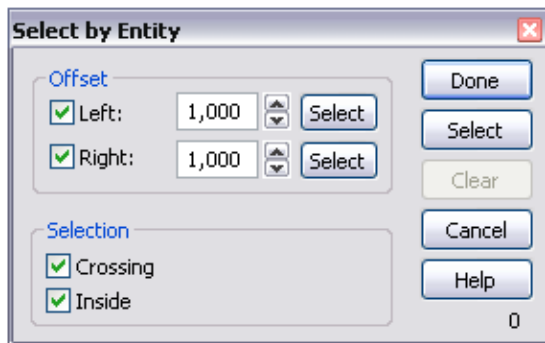 Select by Entity
Offset
Left: 1,000 Select
Right: 1,000 Select
Selection
Crossing
Inside
Done
Select
Clear
Cancel
Help
0